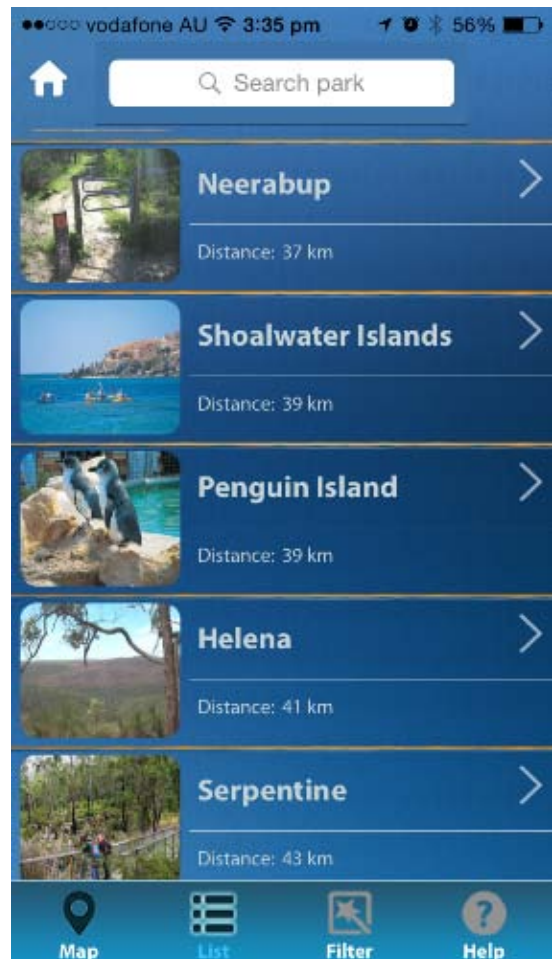 vodafone AU 3:35 pm 56%
Search park
Neerabup
Distance: 37 km
Shoalwater Islands
Distance: 39 km
Penguin Island
Distance: 39 km
Helena
Distance: 41 km
Serpentine
Distance: 43 km
Map List Filter Help